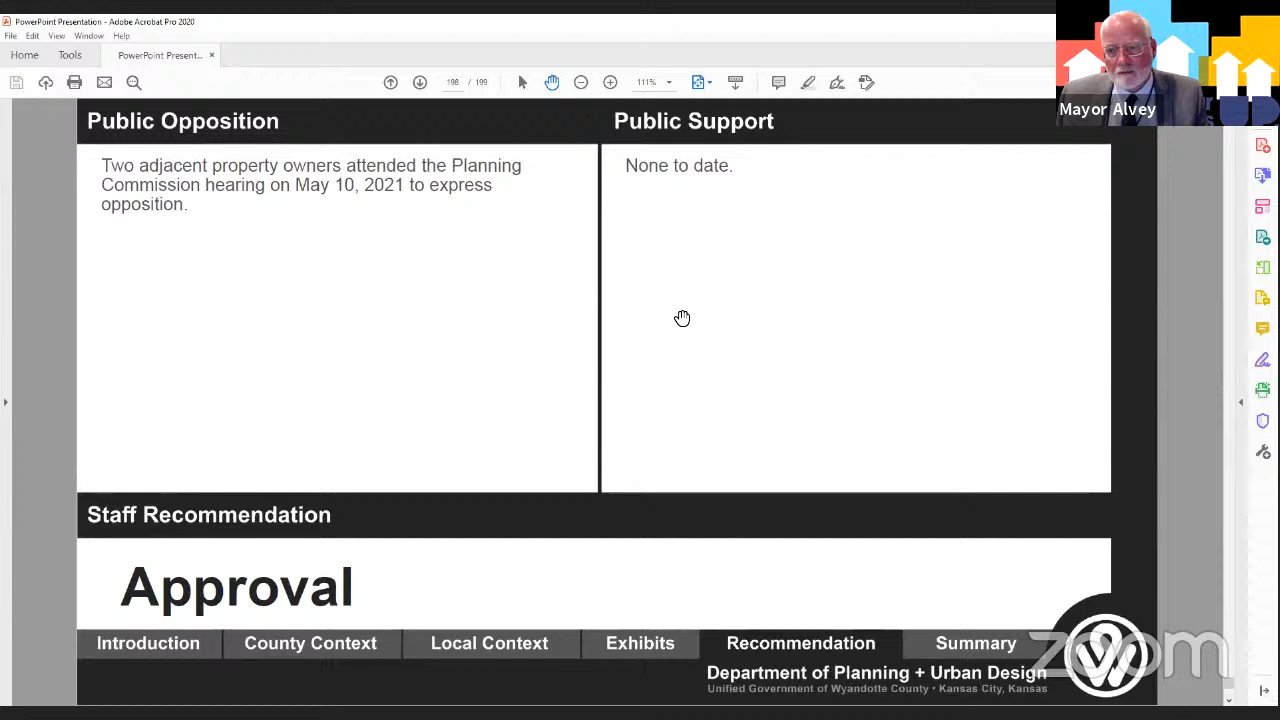 PowerPoint Presentation - Adobe Acrobat Pro 2020
File Edit View Window Help
Home Tools PowerPoint Present... ×
198 / 199 111%
Mayor Alvey
UP
Public Opposition Public Support
Two adjacent property owners attended the Planning
Commission hearing on May 10, 2021 to express
opposition.
None to date.
Staff Recommendation
Approval
Introduction County Context Local Context Exhibits Recommendation Summary
zoom
Department of Planning + Urban Design
Unified Government of Wyandotte County • Kansas City, Kansas